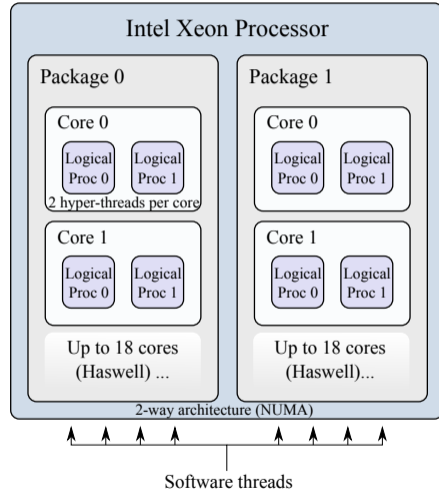 Intel Xeon Processor
Package 0
Core 0
Logical
Proc 0
Logical
Proc 1
2 hyper-threads per core
Core 1
Logical
Proc 0
Logical
Proc 1
Up to 18 cores
(Haswell) ...
Package 1
Core 0
Logical
Proc 0
Logical
Proc 1
Core 1
Logical
Proc 0
Logical
Proc 1
Up to 18 cores
(Haswell)...
2-way architecture (NUMA)
Software threads